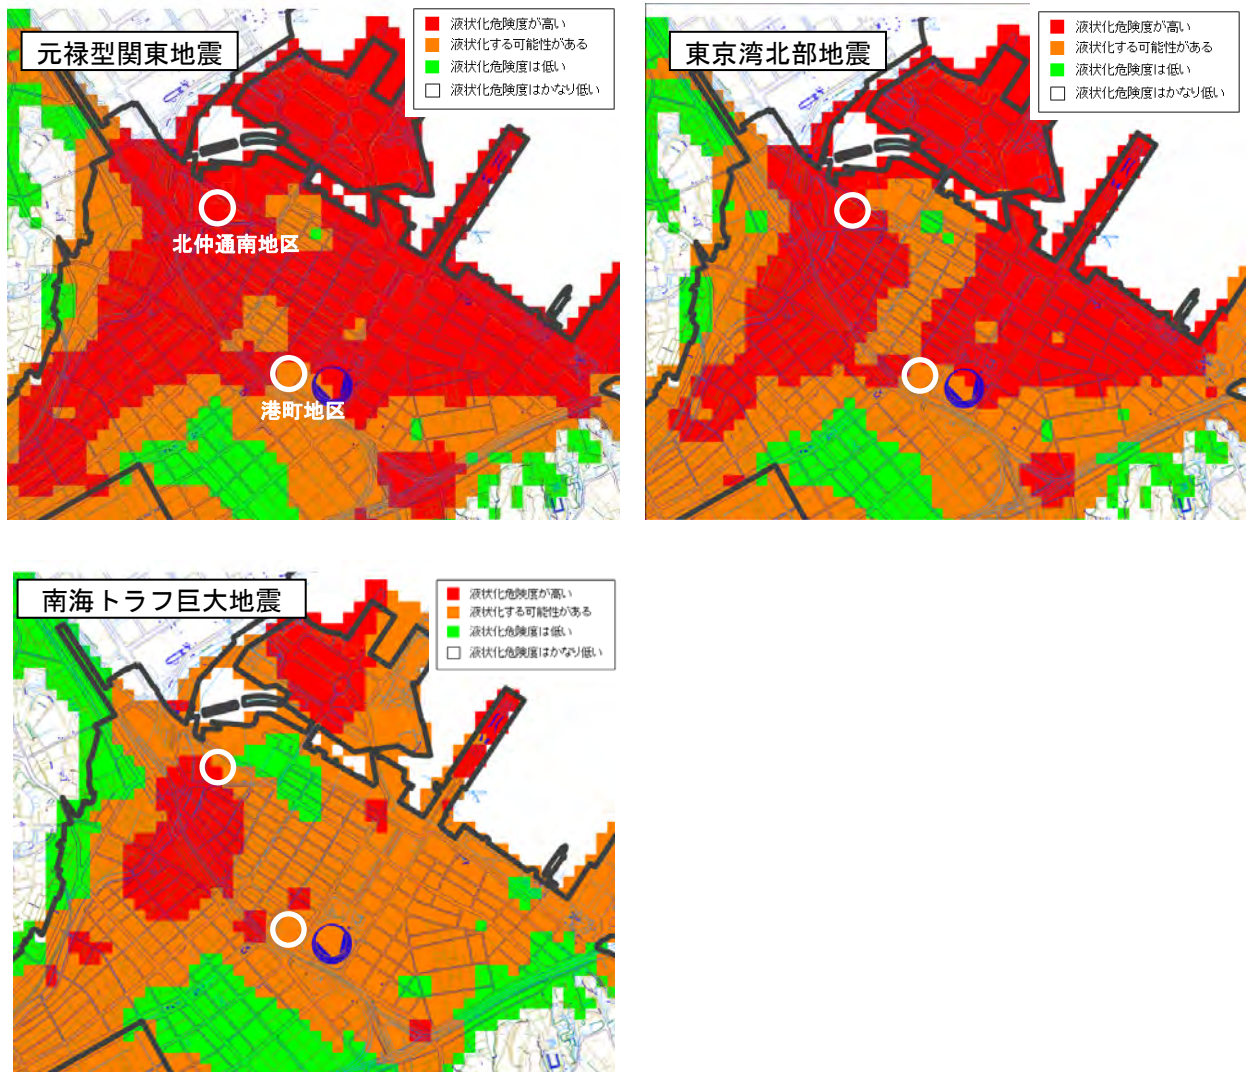 元禄型関東地震
液状化危険度が高い
液状化する可能性がある
液状化危険度は低い
液状化危険度はかなり低い
北仲通南地区
港町地区
東京湾北部地震
液状化危険度が高い
液状化する可能性がある
液状化危険度は低い
液状化危険度はかなり低い
南海トラフ巨大地震
液状化危険度が高い
液状化する可能性がある
液状化危険度は低い
液状化危険度はかなり低い